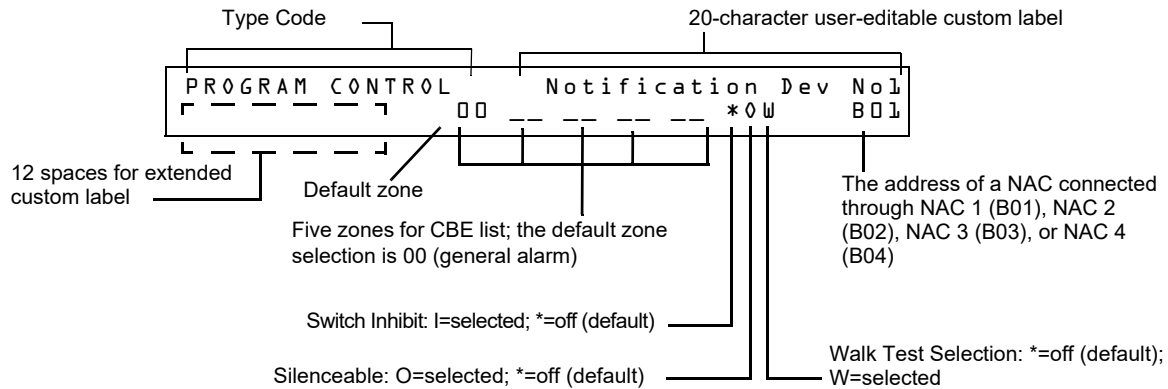 Type Code
20-character user-editable custom label
PROGRAM CONTROL Notification Dev No1
00 __ __ __ __ *OW B01
12 spaces for extended
custom label
Default zone
Five zones for CBE list; the default zone
selection is 00 (general alarm)
The address of a NAC connected
through NAC 1 (B01), NAC 2
(B02), NAC 3 (B03), or NAC 4
(B04)
Switch Inhibit: I=selected; *=off (default)
Silenceable: O=selected; *=off (default)
Walk Test Selection: *=off (default);
W=selected